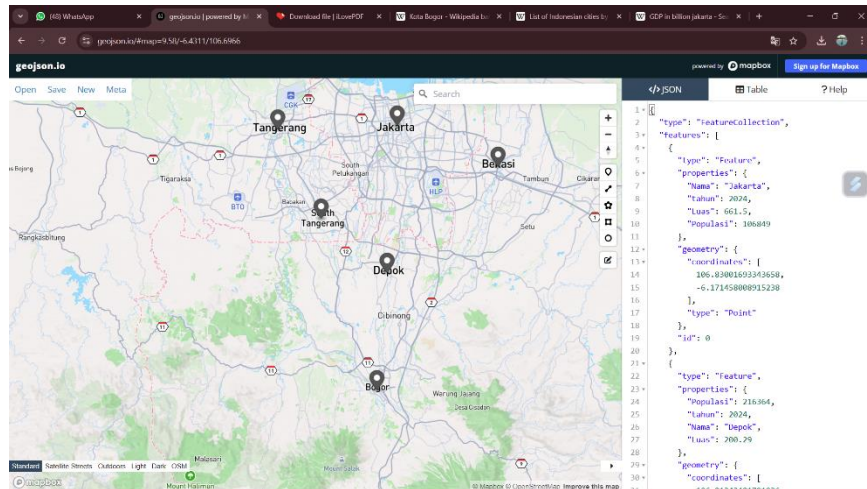 (48) WhatsApp
geojson.io | powered by M
Download file | iLovePDF
Kota Bogor - Wikipedia ba
List of Indonesian cities by
GDP in billion jakarta - Sea
geojson.io/#map=9.58/-6.4311/106.6966
geojson.io
powered by mapbox
Sign up for Mapbox
Open Save New Meta
Search
</> JSON
Table
? Help
CGK
Tangerang
Jakarta
Bekasi
Tambun
Cikarang
Tigaraksa
South
Pelukangan
HLP
BTO
South
Tangerang
Setu
Rangkasbitung
Depok
Cibinong
Bogor
Warung Jajang
Malasari
Mount Salak
Mount Halimun
Standard Satellite Streets Outdoors Light Dark OSM
mapbox
© Mapbox © OpenStreetMap Improve this map
1 {
2 "type": "FeatureCollection",
3 "features": [
4 {
5 "type": "Feature",
6 "properties": {
7 "Nama": "Jakarta",
8 "tahun": 2024,
9 "Luas": 661.5,
10 "Populasi": 106849
11 },
12 "geometry": {
13 "coordinates": [
14 106.83001693343658,
15 -6.171458008915238
16 ],
17 "type": "Point"
18 },
19 "id": 0
20 },
21 {
22 "type": "Feature",
23 "properties": {
24 "Populasi": 216364,
25 "tahun": 2024,
26 "Nama": "Depok",
27 "Luas": 200.29
28 },
29 "geometry": {
30 "coordinates": [